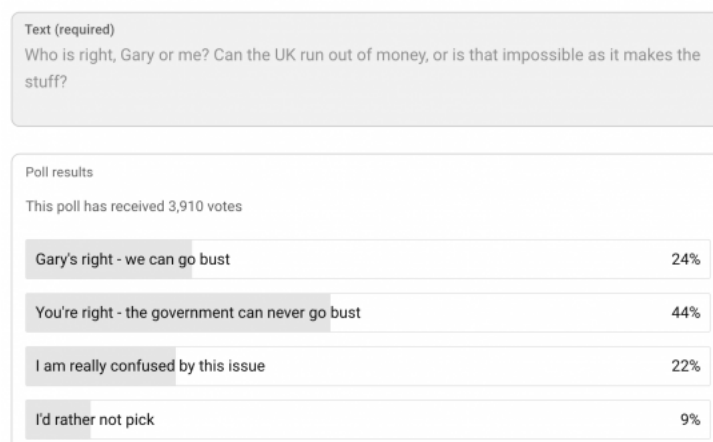 Text (required)
Who is right, Gary or me? Can the UK run out of money, or is that impossible as it makes the
stuff?
Poll results
This poll has received 3,910 votes
Gary's right - we can go bust 24%
You're right - the government can never go bust 44%
I am really confused by this issue 22%
I'd rather not pick 9%